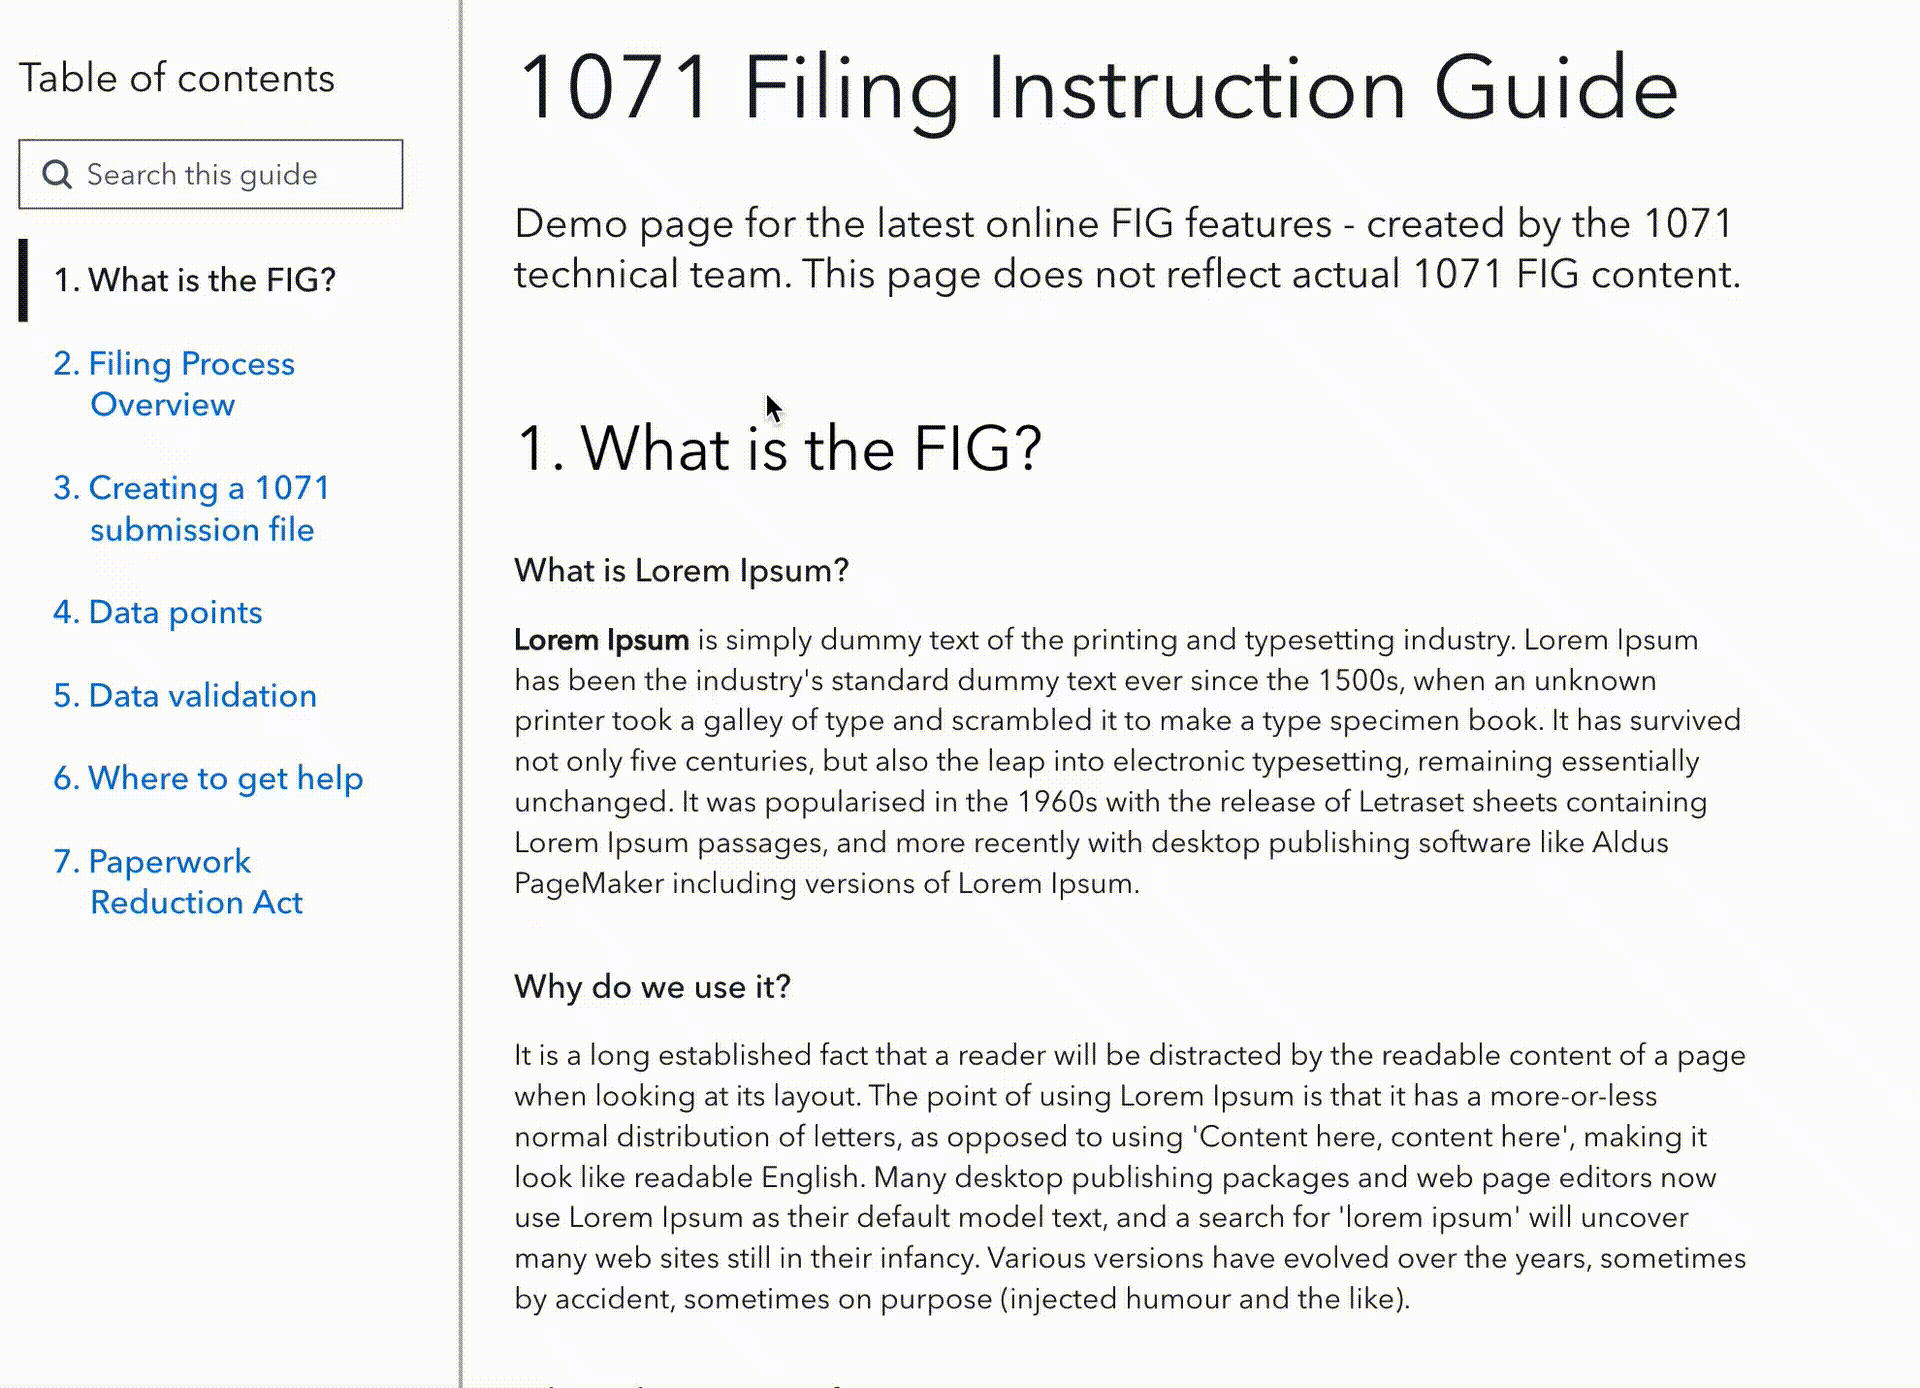 Table of contents
Search this guide
1. What is the FIG?
2. Filing Process
Overview
3. Creating a 1071
submission file
4. Data points
5. Data validation
6. Where to get help
7. Paperwork
Reduction Act
1071 Filing Instruction Guide
Demo page for the latest online FIG features - created by the 1071
technical team. This page does not reflect actual 1071 FIG content.
1. What is the FIG?
What is Lorem Ipsum?
Lorem Ipsum is simply dummy text of the printing and typesetting industry. Lorem Ipsum
has been the industry's standard dummy text ever since the 1500s, when an unknown
printer took a galley of type and scrambled it to make a type specimen book. It has survived
not only five centuries, but also the leap into electronic typesetting, remaining essentially
unchanged. It was popularised in the 1960s with the release of Letraset sheets containing
Lorem Ipsum passages, and more recently with desktop publishing software like Aldus
PageMaker including versions of Lorem Ipsum.
Why do we use it?
It is a long established fact that a reader will be distracted by the readable content of a page
when looking at its layout. The point of using Lorem Ipsum is that it has a more-or-less
normal distribution of letters, as opposed to using 'Content here, content here', making it
look like readable English. Many desktop publishing packages and web page editors now
use Lorem Ipsum as their default model text, and a search for 'lorem ipsum' will uncover
many web sites still in their infancy. Various versions have evolved over the years, sometimes
by accident, sometimes on purpose (injected humour and the like).